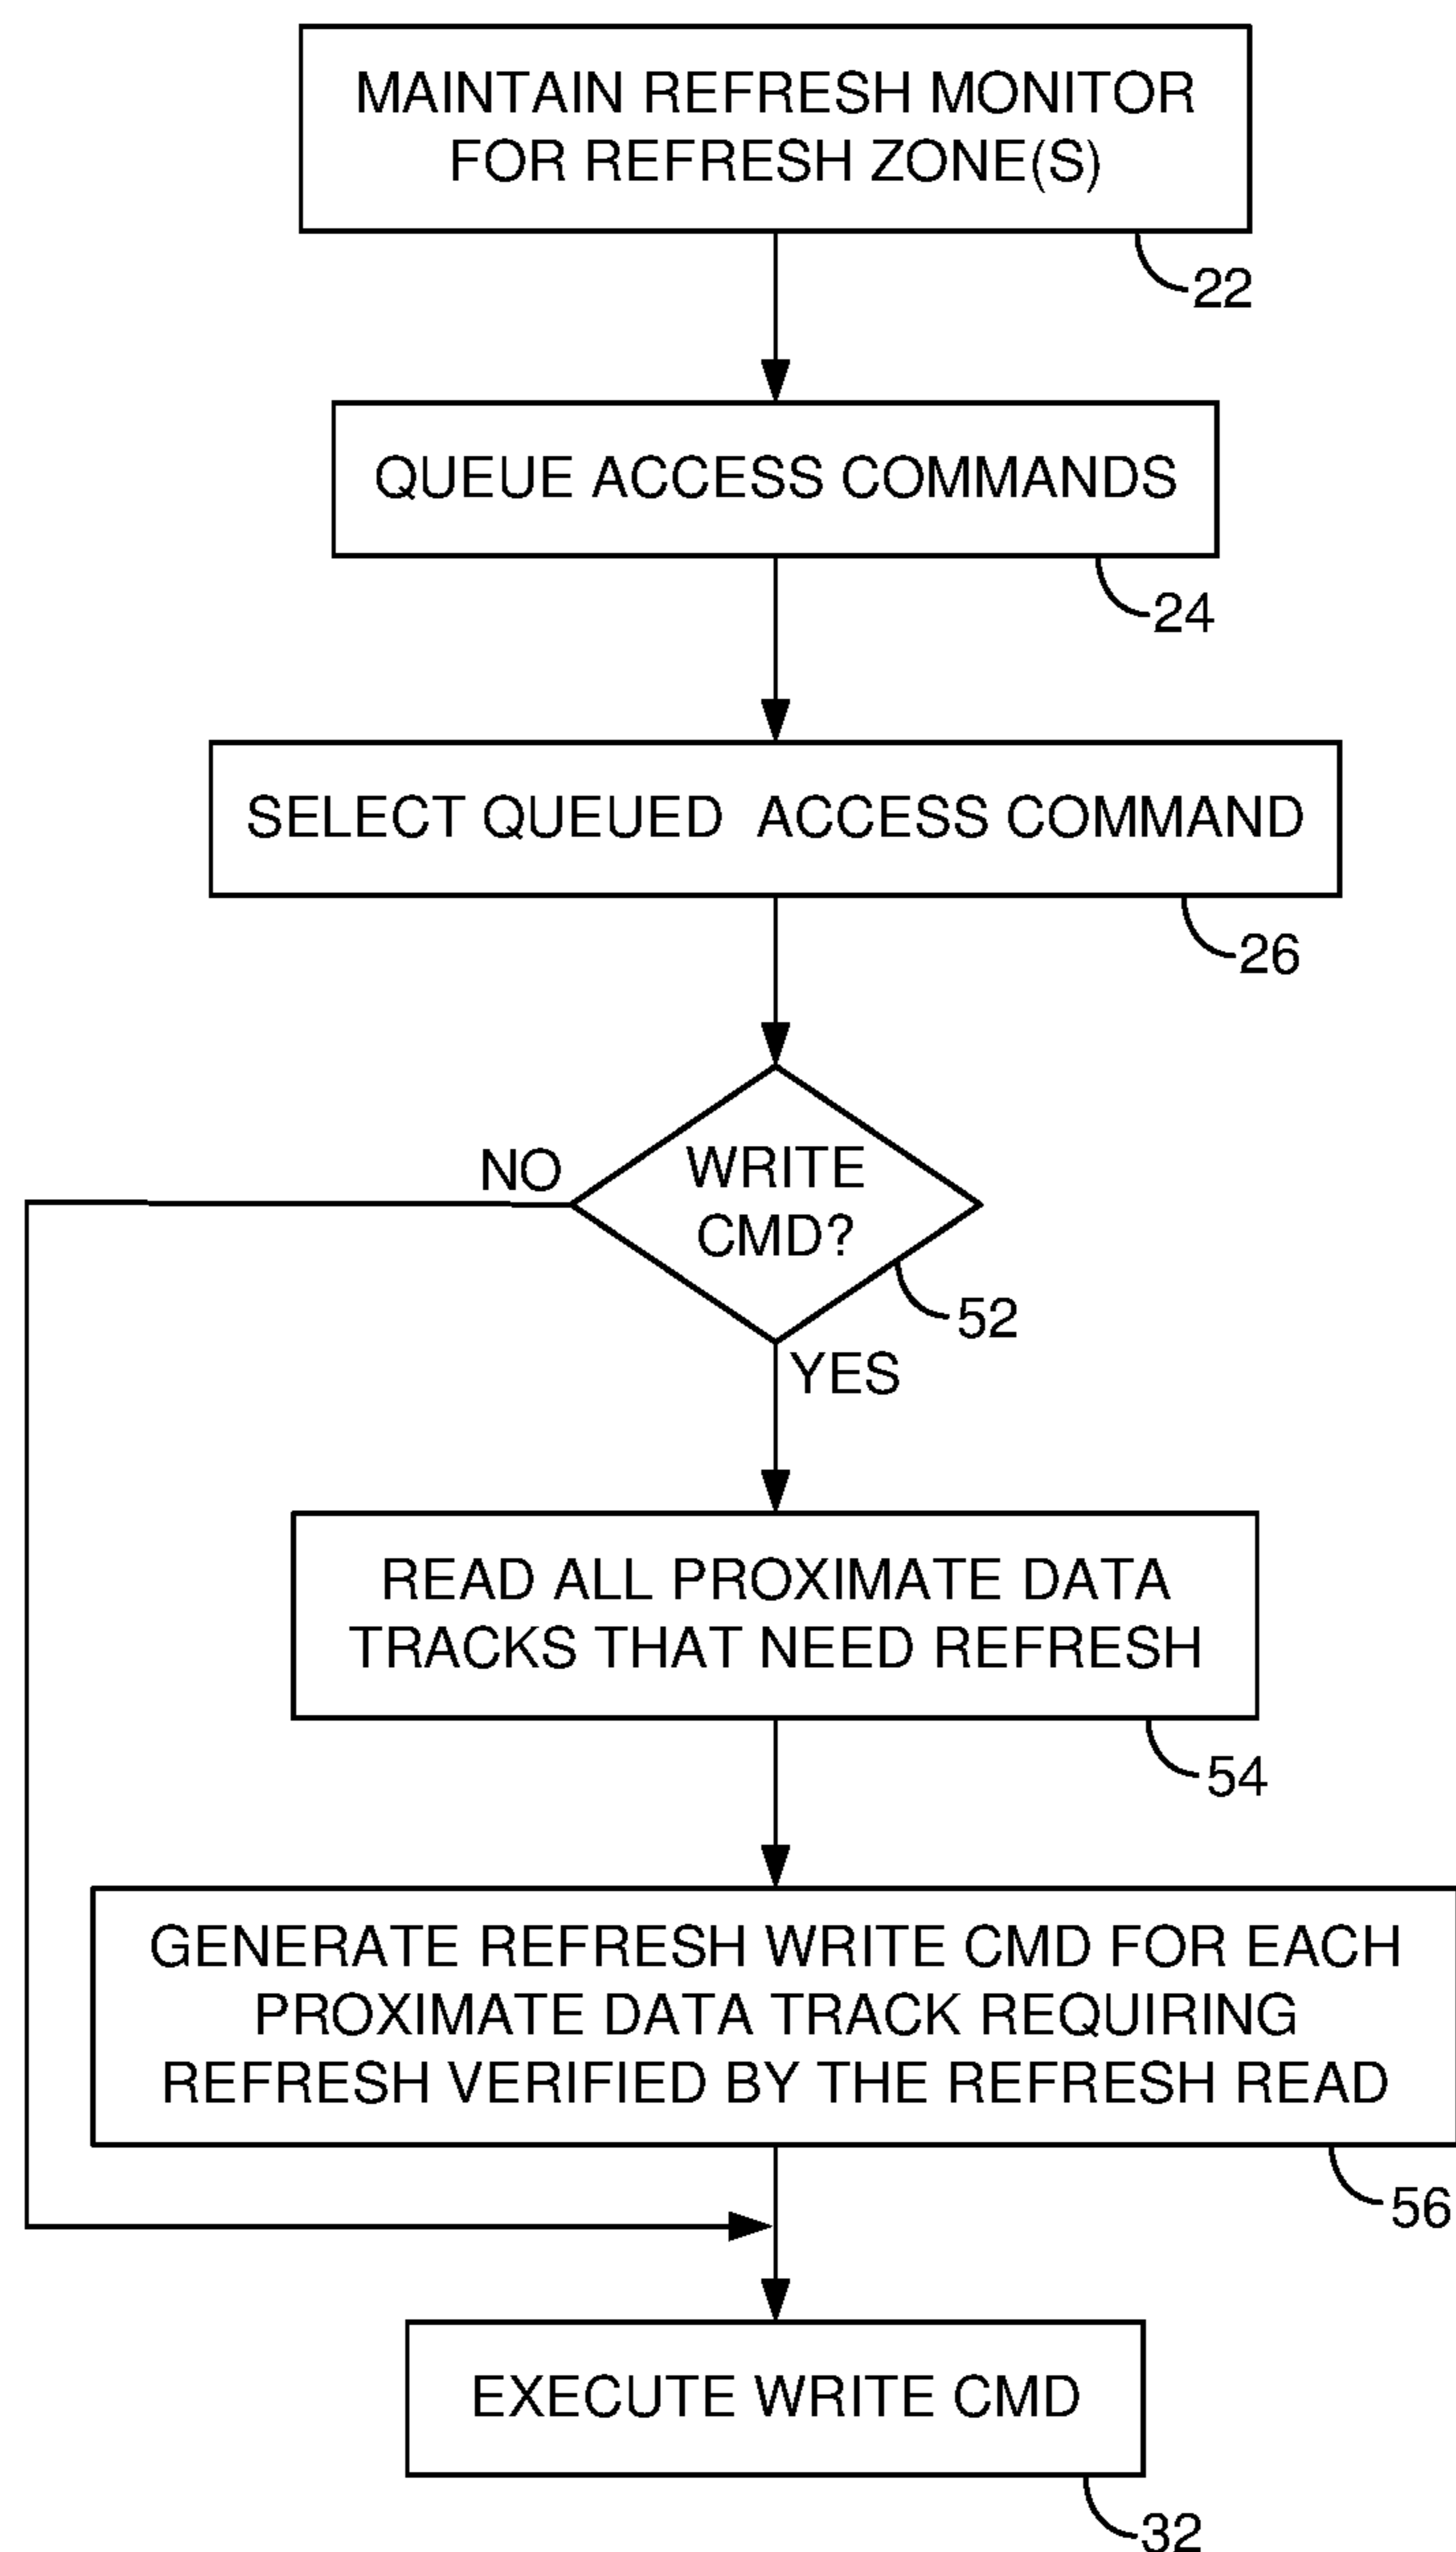 MAINTAIN REFRESH MONITOR
FOR REFRESH ZONE(S)
22
QUEUE ACCESS COMMANDS
24
SELECT QUEUED ACCESS COMMAND
26
NO
WRITE
CMD?
52
YES
READ ALL PROXIMATE DATA
TRACKS THAT NEED REFRESH
54
GENERATE REFRESH WRITE CMD FOR EACH
PROXIMATE DATA TRACK REQUIRING
REFRESH VERIFIED BY THE REFRESH READ
56
EXECUTE WRITE CMD
32